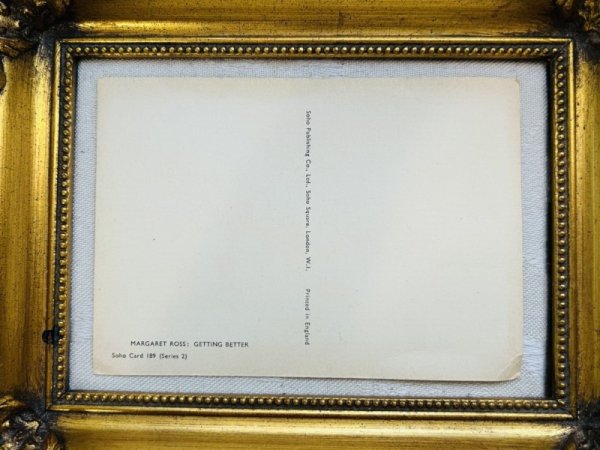 MARGARET ROSS: GETTING BETTER
Soho Card 189 (Series 2)
Soho Publishing Co., Ltd., Soho Square, London, W.I. Printed in England